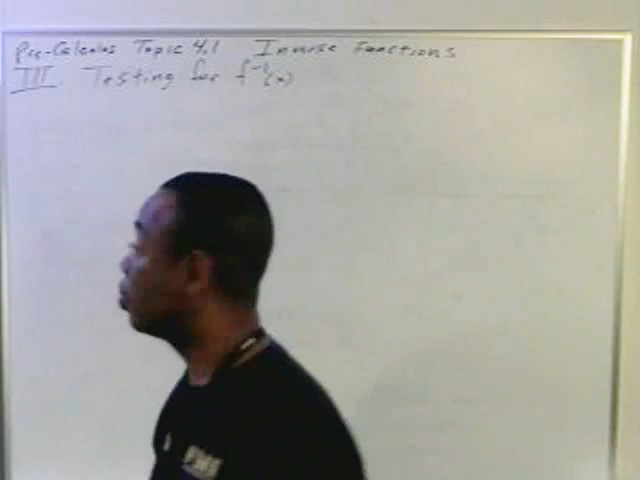 Pre-Calculus Topic 4.1 Inverse Functions
III. Testing for f⁻¹(x)